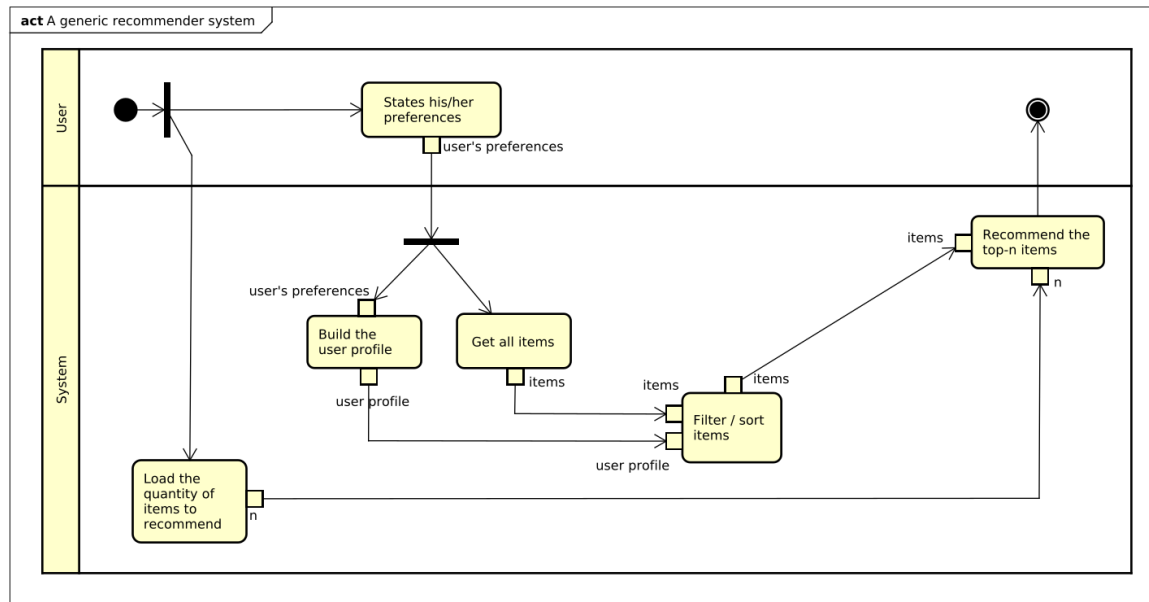 act A generic recommender system
User
States his/her
preferences
user's preferences
System
items
Recommend the
top-n items
n
user's preferences
Build the
user profile
Get all items
items
user profile
items
items
Filter / sort
items
user profile
Load the
quantity of
items to
recommend
n